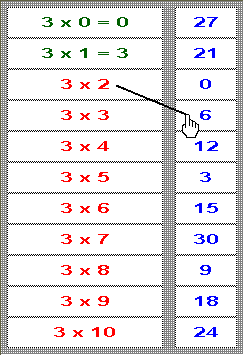 3 x 0 = 0 27
3 x 1 = 3 21
3 x 2 0
3 x 3 6
3 x 4 12
3 x 5 3
3 x 6 15
3 x 7 30
3 x 8 9
3 x 9 18
3 x 10 24